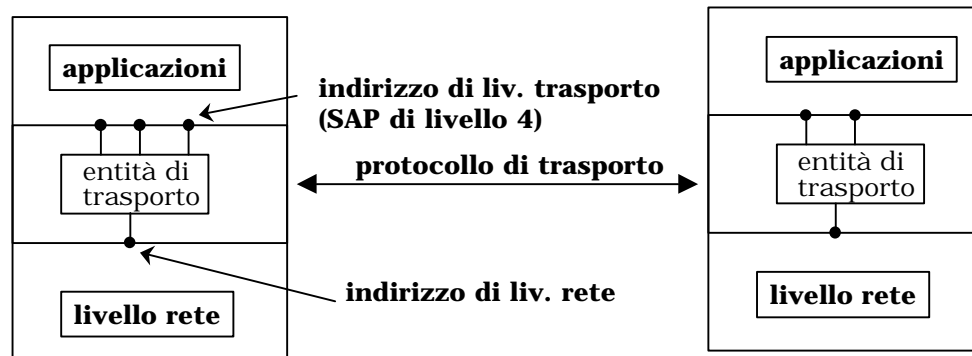 applicazioni
indirizzo di liv. trasporto
(SAP di livello 4)
entità di
trasporto
protocollo di trasporto
indirizzo di liv. rete
livello rete
applicazioni
entità di
trasporto
livello rete